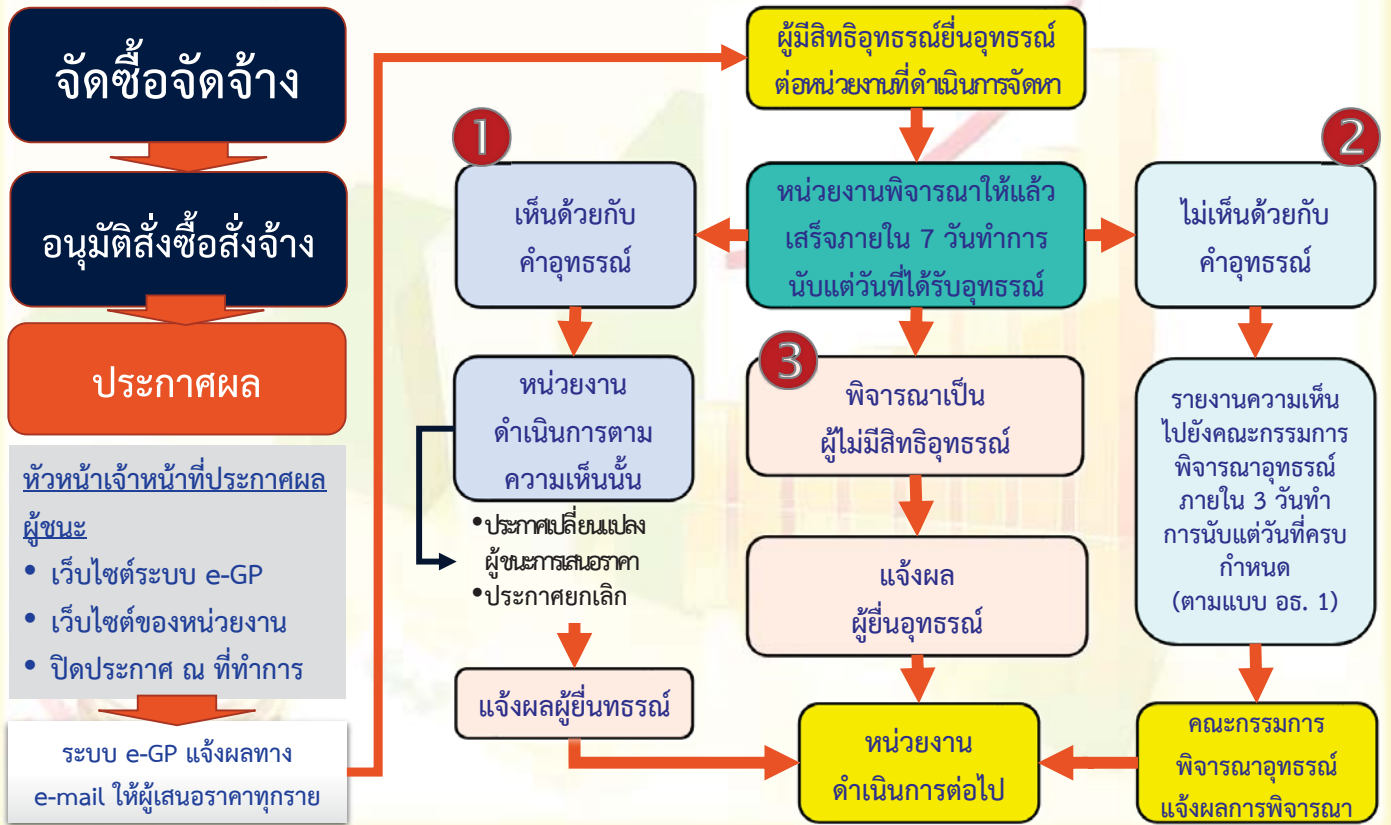 จัดซื้อจัดจ้าง
อนุมัติสั่งซื้อสั่งจ้าง
ประกาศผล
หัวหน้าเจ้าหน้าที่ประกาศผล
ผู้ชนะ
• เว็บไซต์ระบบ e-GP
• เว็บไซต์ของหน่วยงาน
• ปิดประกาศ ณ ที่ทำการ
ระบบ e-GP แจ้งผลทาง
e-mail ให้ผู้เสนอราคาทุกราย
ผู้มีสิทธิอุทธรณ์ยื่นอุทธรณ์
ต่อหน่วยงานที่ดำเนินการจัดหา
หน่วยงานพิจารณาให้แล้ว
เสร็จภายใน 7 วันทำการ
นับแต่วันที่ได้รับอุทธรณ์
1
เห็นด้วยกับ
คำอุทธรณ์
หน่วยงาน
ดำเนินการตาม
ความเห็นนั้น
•ประกาศเปลี่ยนแปลง
ผู้ชนะการเสนอราคา
•ประกาศยกเลิก
แจ้งผลผู้ยื่นทธรณ์
2
ไม่เห็นด้วยกับ
คำอุทธรณ์
รายงานความเห็น
ไปยังคณะกรรมการ
พิจารณาอุทธรณ์
ภายใน 3 วันทำ
การนับแต่วันที่ครบ
กำหนด
(ตามแบบ อธ. 1)
คณะกรรมการ
พิจารณาอุทธรณ์
แจ้งผลการพิจารณา
3
พิจารณาเป็น
ผู้ไม่มีสิทธิอุทธรณ์
แจ้งผล
ผู้ยื่นอุทธรณ์
หน่วยงาน
ดำเนินการต่อไป